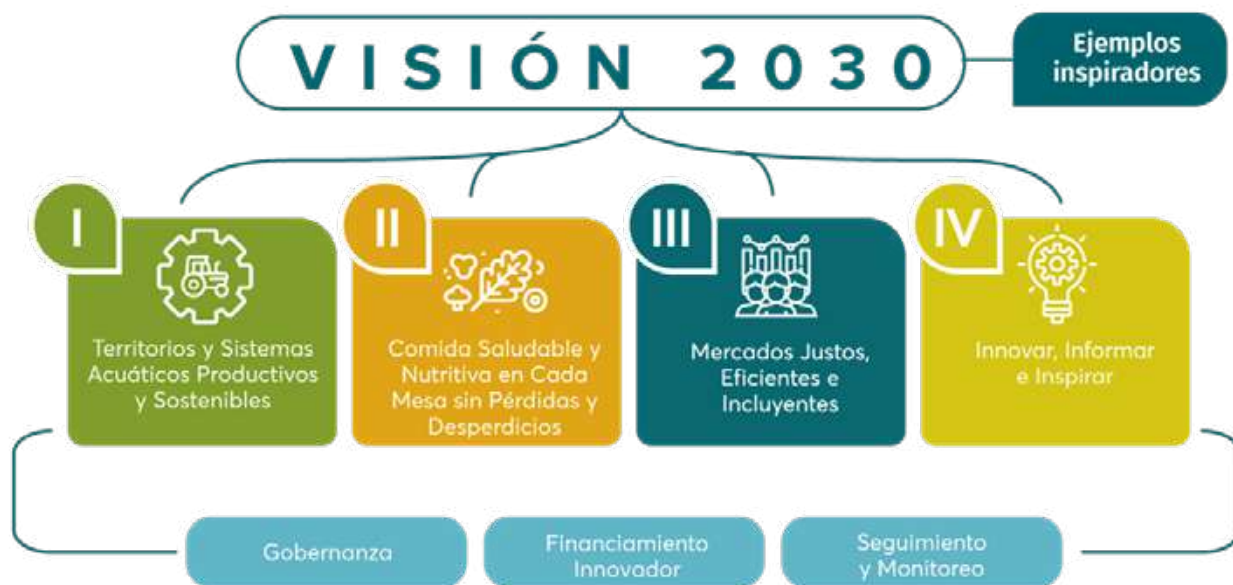 VISIÓN 2030
Ejemplos
inspiradores
I
Territorios y Sistemas
Acuáticos Productivos
y Sostenibles
II
Comida Saludable y
Nutritiva en Cada
Mesa sin Pérdidas y
Desperdicios
III
Mercados Justos,
Eficientes e
Incluyentes
IV
Innovar, Informar
e Inspirar
Gobernanza
Financiamiento
Innovador
Seguimiento
y Monitoreo